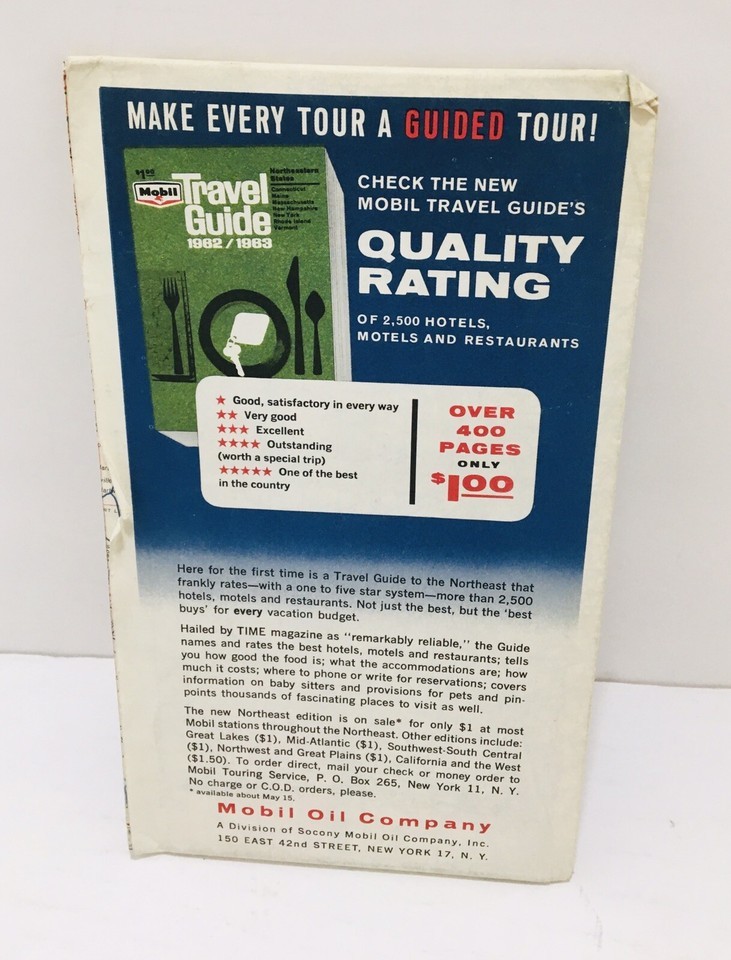 MAKE EVERY TOUR A GUIDED TOUR!
$1.00
Mobil
Travel
Guide
1962/1963
Northeastern
States
Connecticut
Maine
Massachusetts
New Hampshire
New York
Rhode Island
Vermont
CHECK THE NEW
MOBIL TRAVEL GUIDE'S
QUALITY
RATING
OF 2,500 HOTELS,
MOTELS AND RESTAURANTS
★ Good, satisfactory in every way
★★ Very good
★★★ Excellent
★★★★ Outstanding
(worth a special trip)
★★★★★ One of the best
in the country
OVER
400
PAGES
ONLY
$1.00
Here for the first time is a Travel Guide to the Northeast that
frankly rates—with a one to five star system—more than 2,500
hotels, motels and restaurants. Not just the best, but the 'best
buys' for every vacation budget.
Hailed by TIME magazine as "remarkably reliable," the Guide
names and rates the best hotels, motels and restaurants; tells
you how good the food is; what the accommodations are; how
much it costs; where to phone or write for reservations; covers
information on baby sitters and provisions for pets and pin-
points thousands of fascinating places to visit as well.
The new Northeast edition is on sale* for only $1 at most
Mobil stations throughout the Northeast. Other editions include:
Great Lakes ($1), Mid-Atlantic ($1), Southwest-South Central
($1), Northwest and Great Plains ($1), California and the West
($1.50). To order direct, mail your check or money order to
Mobil Touring Service, P. O. Box 265, New York 11, N. Y.
No charge or C.O.D. orders, please.
* available about May 15.
Mobil Oil Company
A Division of Socony Mobil Oil Company, Inc.
150 EAST 42nd STREET, NEW YORK 17, N. Y.